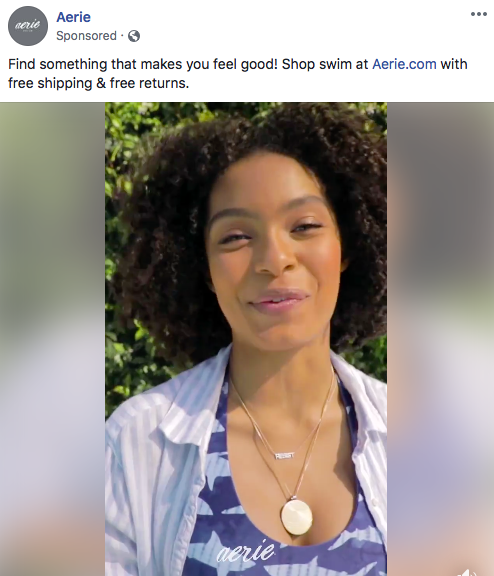 aerie
Aerie
Sponsored ·
Find something that makes you feel good! Shop swim at Aerie.com with
free shipping & free returns.
aerie